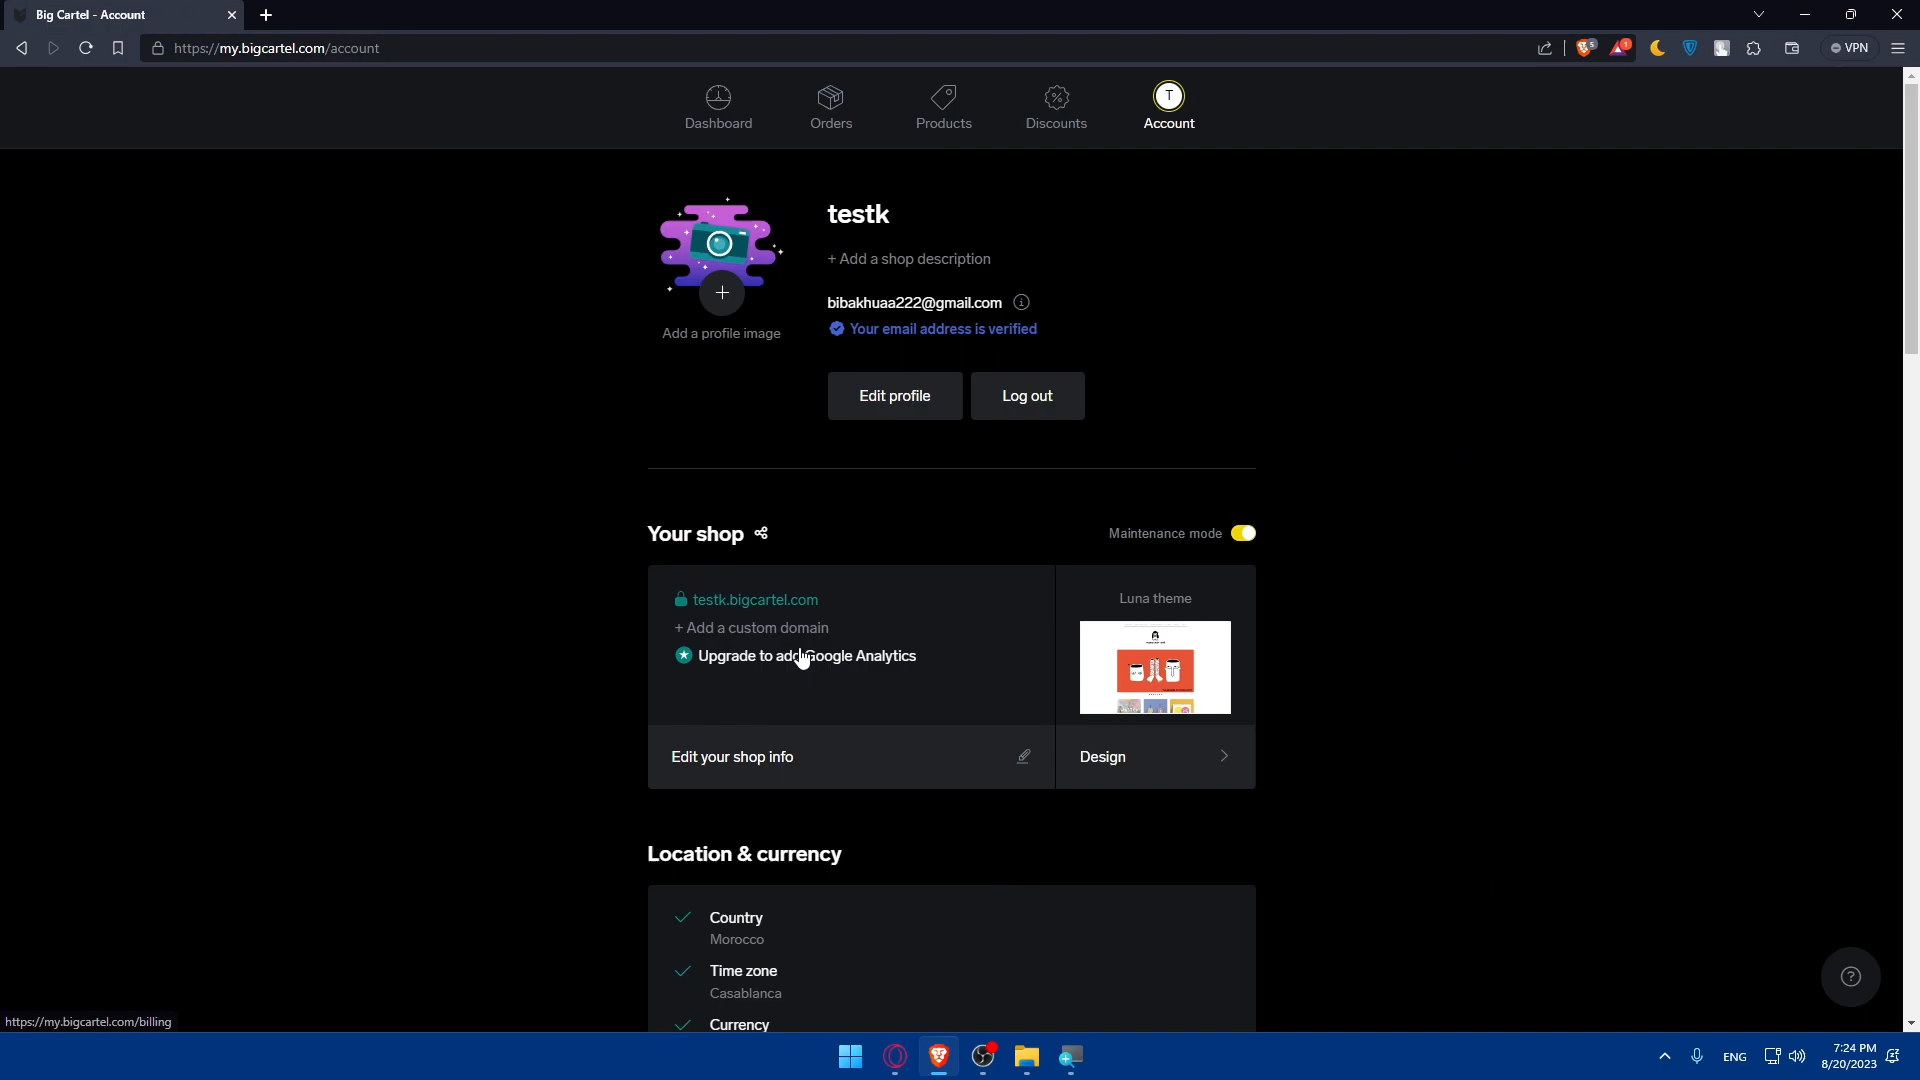 Big Cartel - Account
https://my.bigcartel.com/account
5
1
VPN
Dashboard
Orders
Products
Discounts
T
Account
testk
+ Add a shop description
bibakhuaa222@gmail.com
Your email address is verified
Add a profile image
Edit profile
Log out
Your shop
Maintenance mode
testk.bigcartel.com
+ Add a custom domain
Upgrade to add Google Analytics
Luna theme
Edit your shop info
Design
Location & currency
Country
Morocco
Time zone
Casablanca
Currency
https://my.bigcartel.com/billing
ENG
7:24 PM
8/20/2023